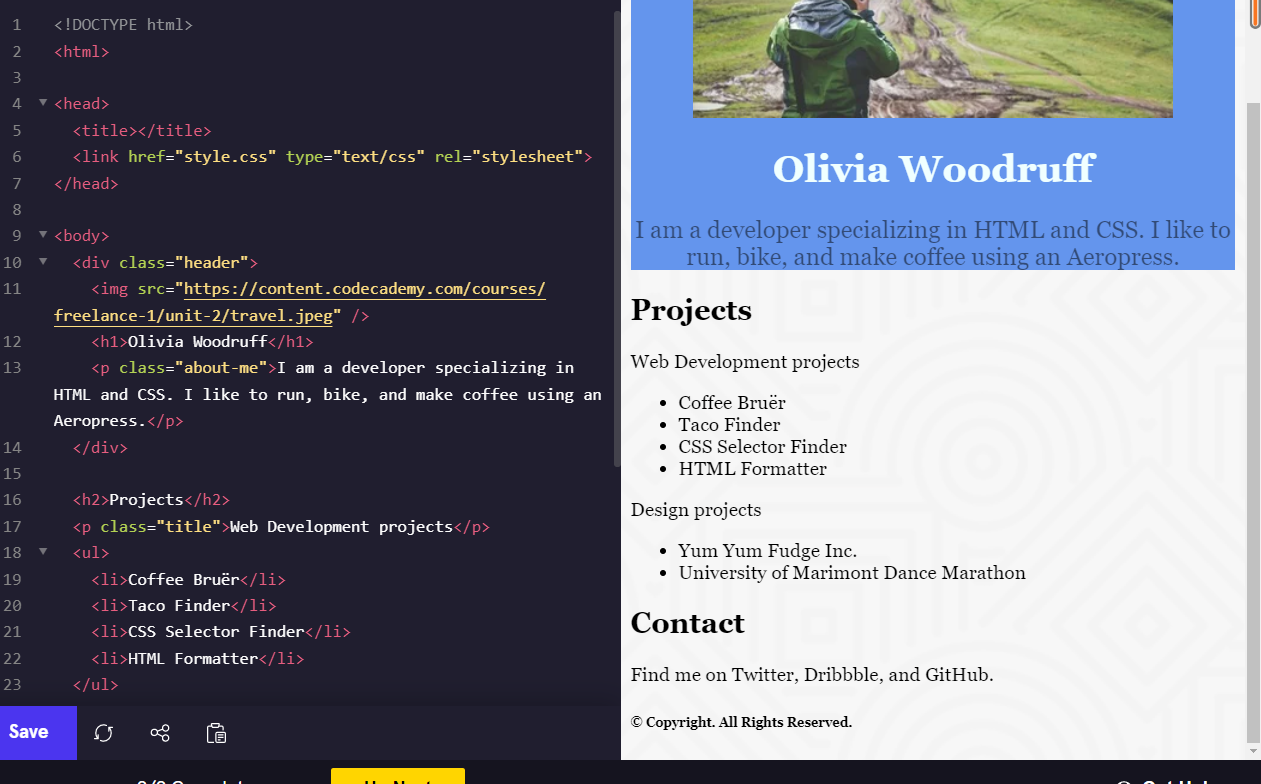 1 <!DOCTYPE html>
2 <html>
3
4 <head>
5 <title></title>
6 <link href="style.css" type="text/css" rel="stylesheet">
7 </head>
8
9 <body>
10 <div class="header">
11 <img src="https://content.codecademy.com/courses/
freelance-1/unit-2/travel.jpeg" />
12 <h1>Olivia Woodruff</h1>
13 <p class="about-me">I am a developer specializing in
HTML and CSS. I like to run, bike, and make coffee using an
Aeropress.</p>
14 </div>
15
16 <h2>Projects</h2>
17 <p class="title">Web Development projects</p>
18 <ul>
19 <li>Coffee Bruër</li>
20 <li>Taco Finder</li>
21 <li>CSS Selector Finder</li>
22 <li>HTML Formatter</li>
23 </ul>
Save
Olivia Woodruff
I am a developer specializing in HTML and CSS. I like to
run, bike, and make coffee using an Aeropress.
Projects
Web Development projects
• Coffee Bruër
• Taco Finder
• CSS Selector Finder
• HTML Formatter
Design projects
• Yum Yum Fudge Inc.
• University of Marimont Dance Marathon
Contact
Find me on Twitter, Dribbble, and GitHub.
© Copyright. All Rights Reserved.